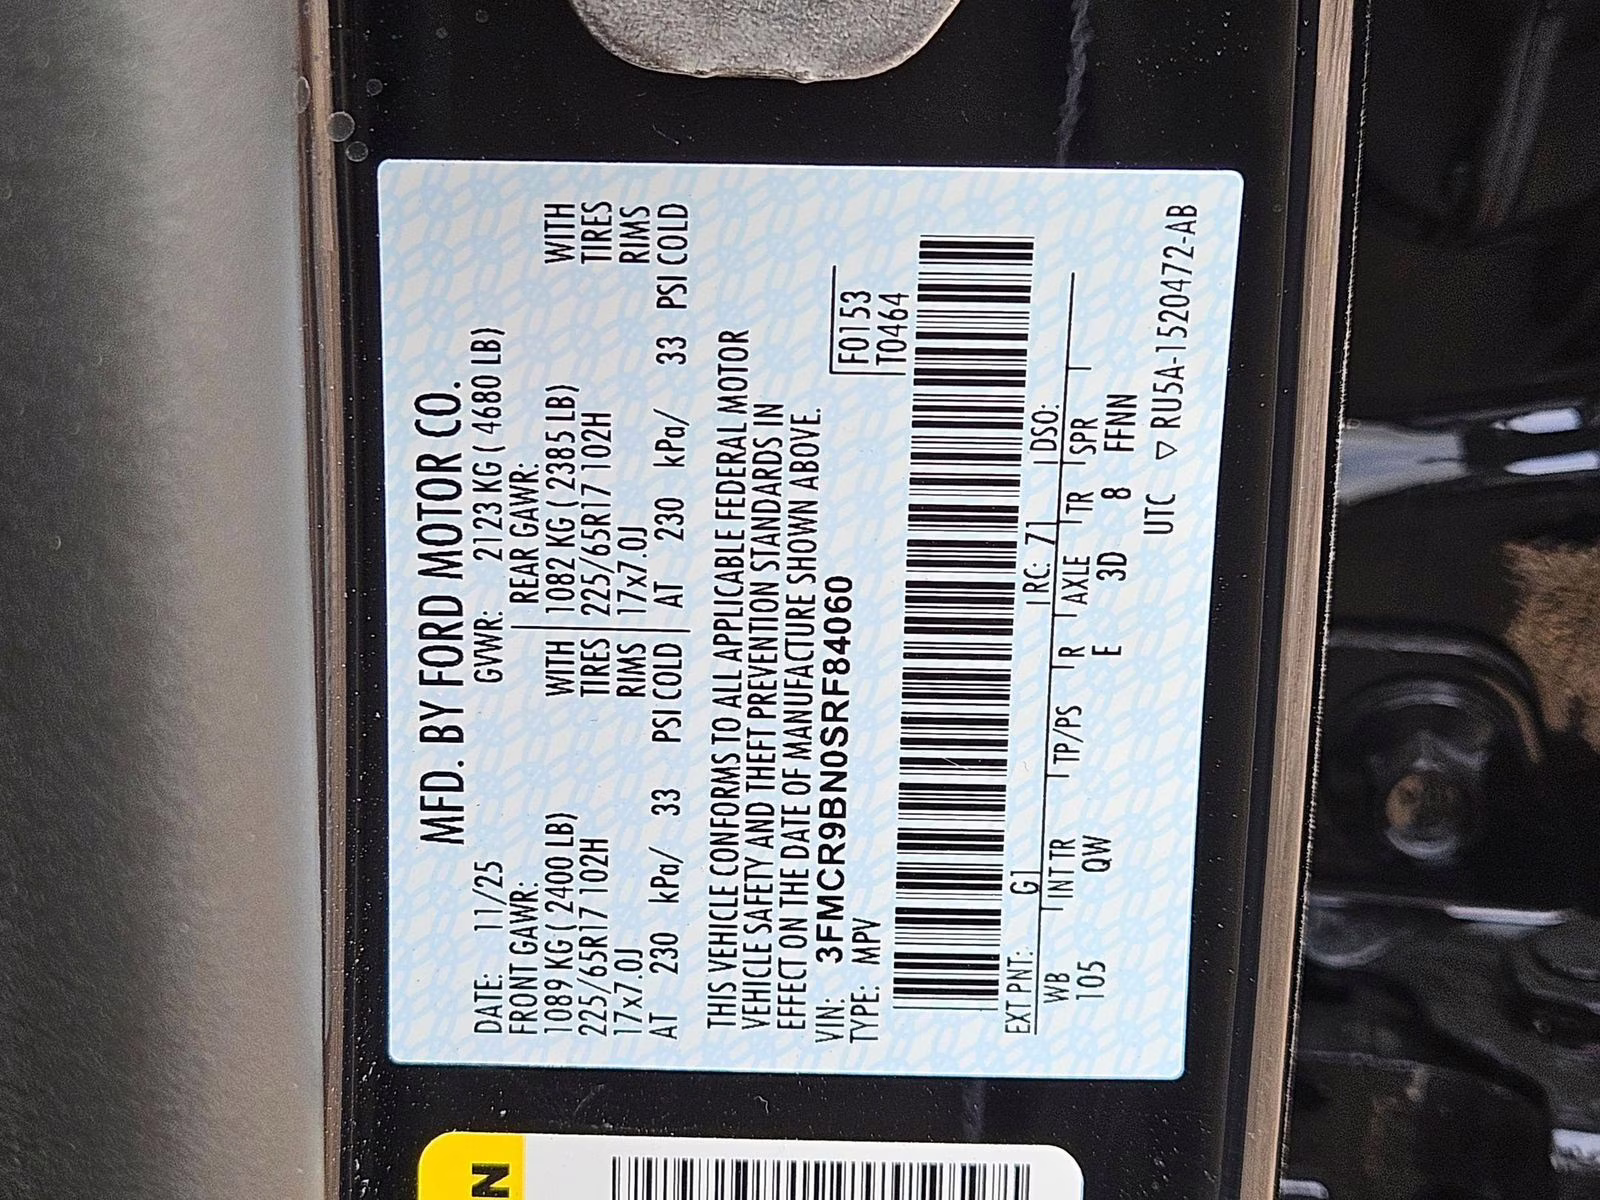 MFD. BY FORD MOTOR CO.
DATE: 11/25 GVWR: 2123 KG ( 4680 LB)
FRONT GAWR: REAR GAWR:
1089 KG ( 2400 LB) WITH 1082 KG ( 2385 LB) WITH
225/65R17 102H TIRES 225/65R17 102H TIRES
17x7.0J RIMS 17x7.0J RIMS
AT 230 kPa/ 33 PSI COLD AT 230 kPa/ 33 PSI COLD
THIS VEHICLE CONFORMS TO ALL APPLICABLE FEDERAL MOTOR
VEHICLE SAFETY AND THEFT PREVENTION STANDARDS IN
EFFECT ON THE DATE OF MANUFACTURE SHOWN ABOVE.
VIN: 3FMCR9BN0SRF84060 F0153
TYPE: MPV T0464
EXT PNT: G1 RC: 71 DSO:
WB INT TR TP/PS R AXLE TR SPR
105 QW E 3D 8 FFNN
UTC ▽ RU5A-1520472-AB
N